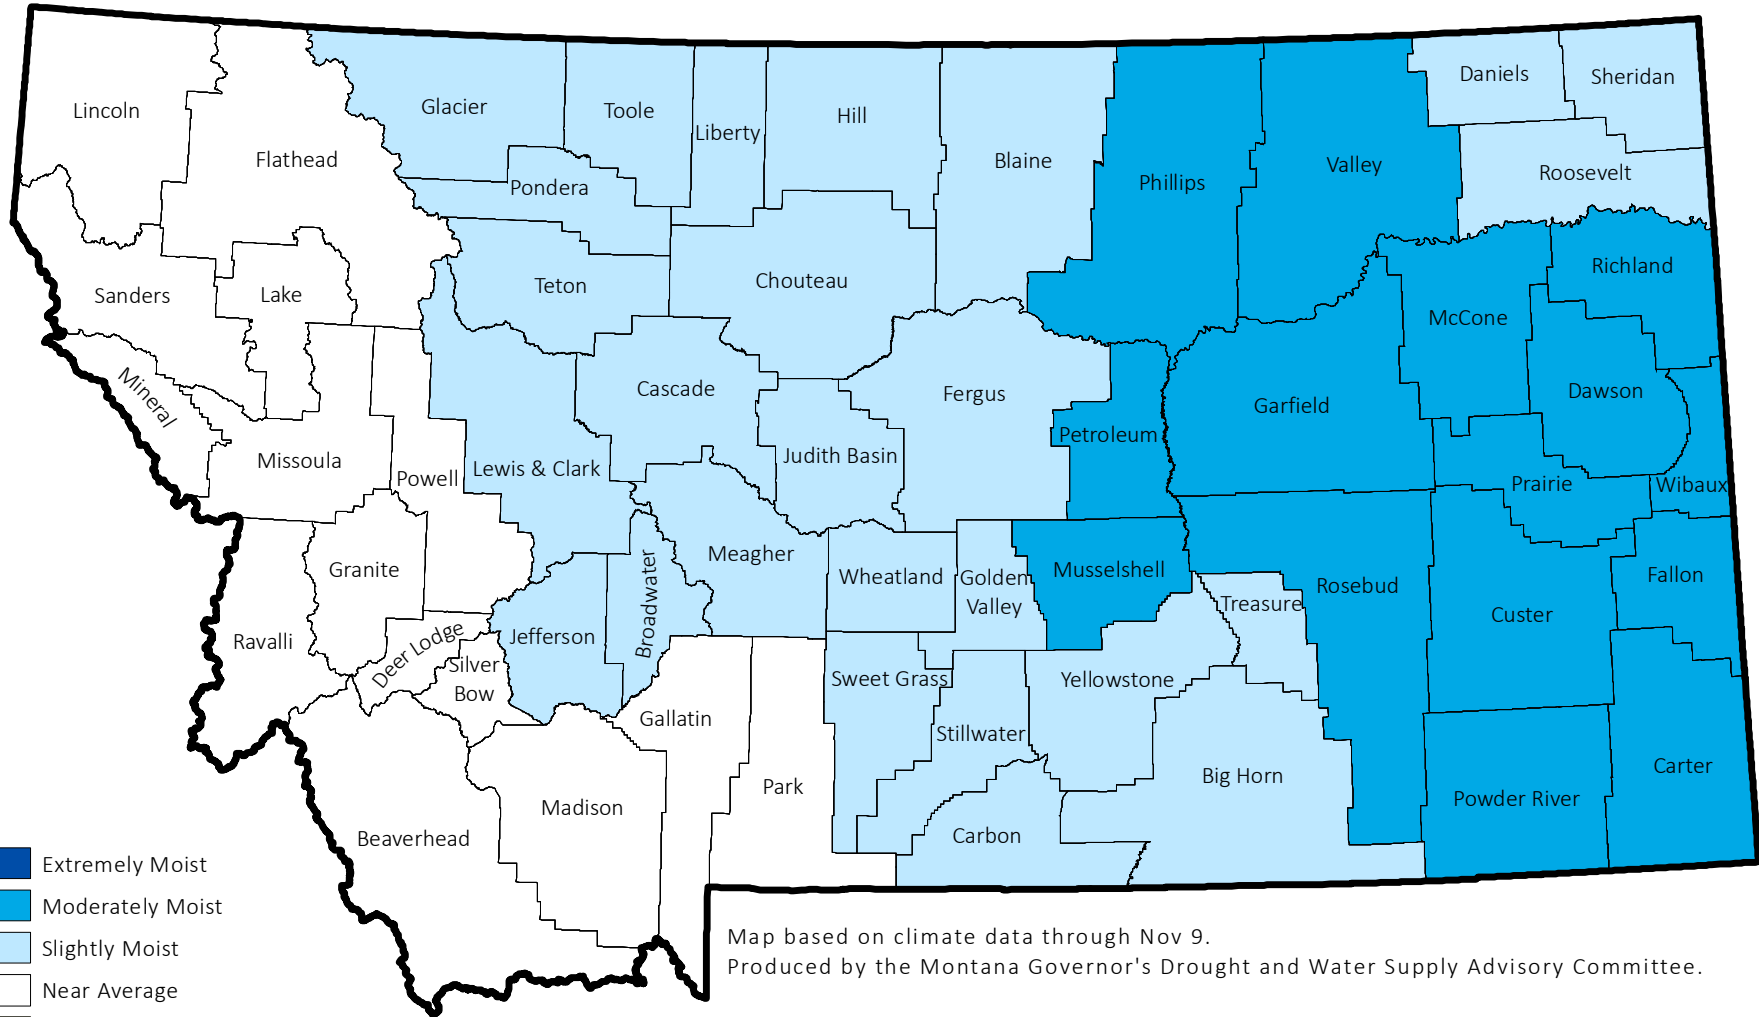 Lincoln
Flathead
Glacier
Toole
Liberty
Hill
Blaine
Phillips
Valley
Daniels
Sheridan
Roosevelt
Pondera
Teton
Chouteau
Sanders
Lake
Richland
McCone
Dawson
Garfield
Mineral
Missoula
Powell
Lewis & Clark
Cascade
Judith Basin
Fergus
Petroleum
Prairie
Wibaux
Granite
Ravalli
Deer Lodge
Silver
Bow
Jefferson
Broadwater
Meagher
Wheatland
Golden
Valley
Musselshell
Treasure
Rosebud
Custer
Fallon
Sweet Grass
Stillwater
Yellowstone
Gallatin
Park
Madison
Beaverhead
Carbon
Big Horn
Powder River
Carter
Extremely Moist
Moderately Moist
Slightly Moist
Near Average
Map based on climate data through Nov 9.
Produced by the Montana Governor's Drought and Water Supply Advisory Committee.